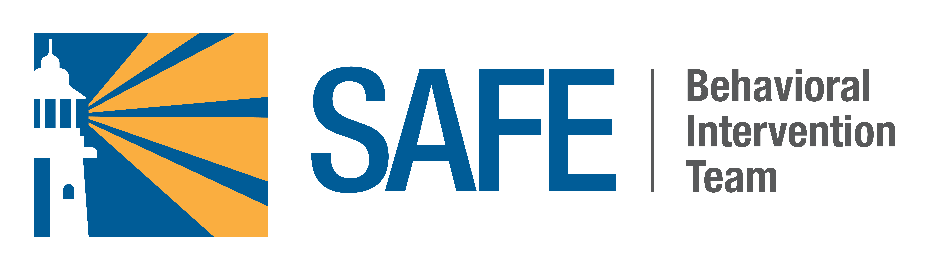 SAFE
Behavioral
Intervention
Team